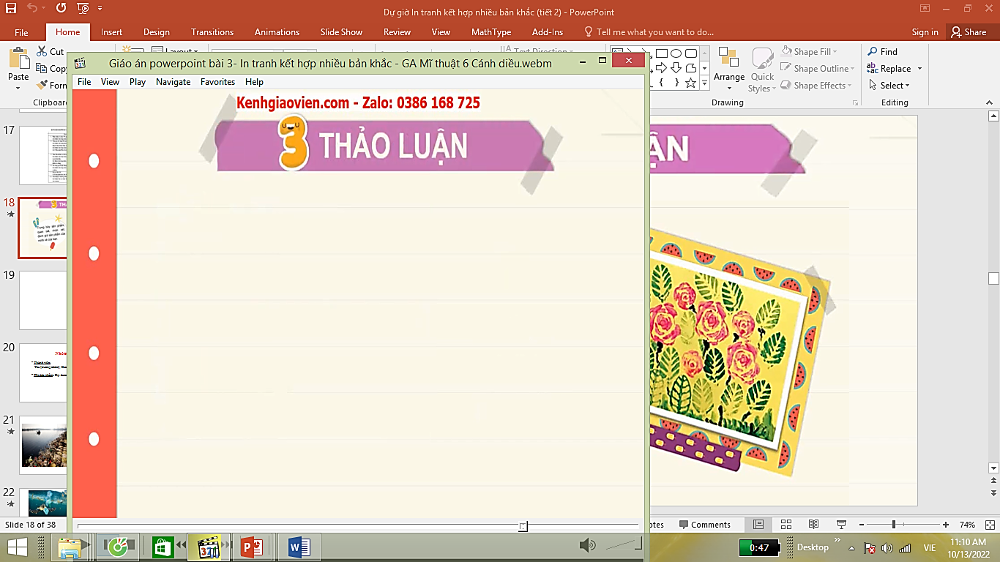 Dự giờ In tranh kết hợp nhiều bản khắc (tiết 2) - PowerPoint
File Home Insert Design Transitions Animations Slide Show Review View MathType Add-Ins Tell me what you want to do... Sign in Share
Paste
Cut
Copy
Clipboard
Arrange
Quick Styles
Shape Fill
Shape Outline
Shape Effects
Drawing
Find
Replace
Select
Editing
Giáo án powerpoint bài 3- In tranh kết hợp nhiều bản khắc - GA Mĩ thuật 6 Cánh diều.webm
File View Play Navigate Favorites Help
Kenhgiaovien.com - Zalo: 0386 168 725
3 THẢO LUẬN
ẬN
17
18
19
20
21
22
Slide 18 of 38
Comments
74%
321
0:47
Desktop
VIE
11:10 AM
10/13/2022